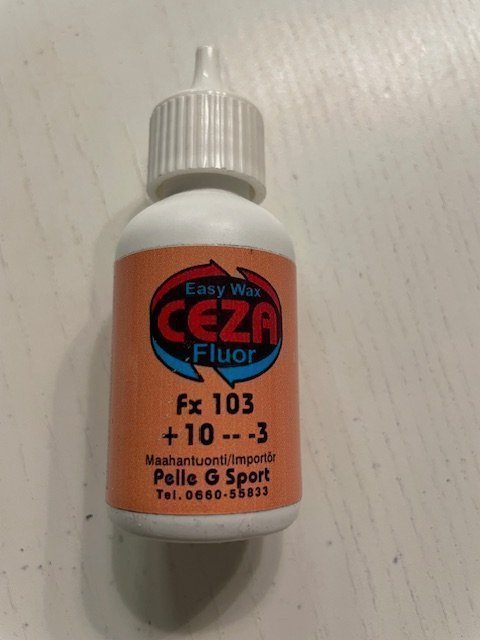 Easy Wax
CEZA
Fluor
Fx 103
+10 -- -3
Maahantuonti/Importör
Pelle G Sport
Tel. 0660-55833